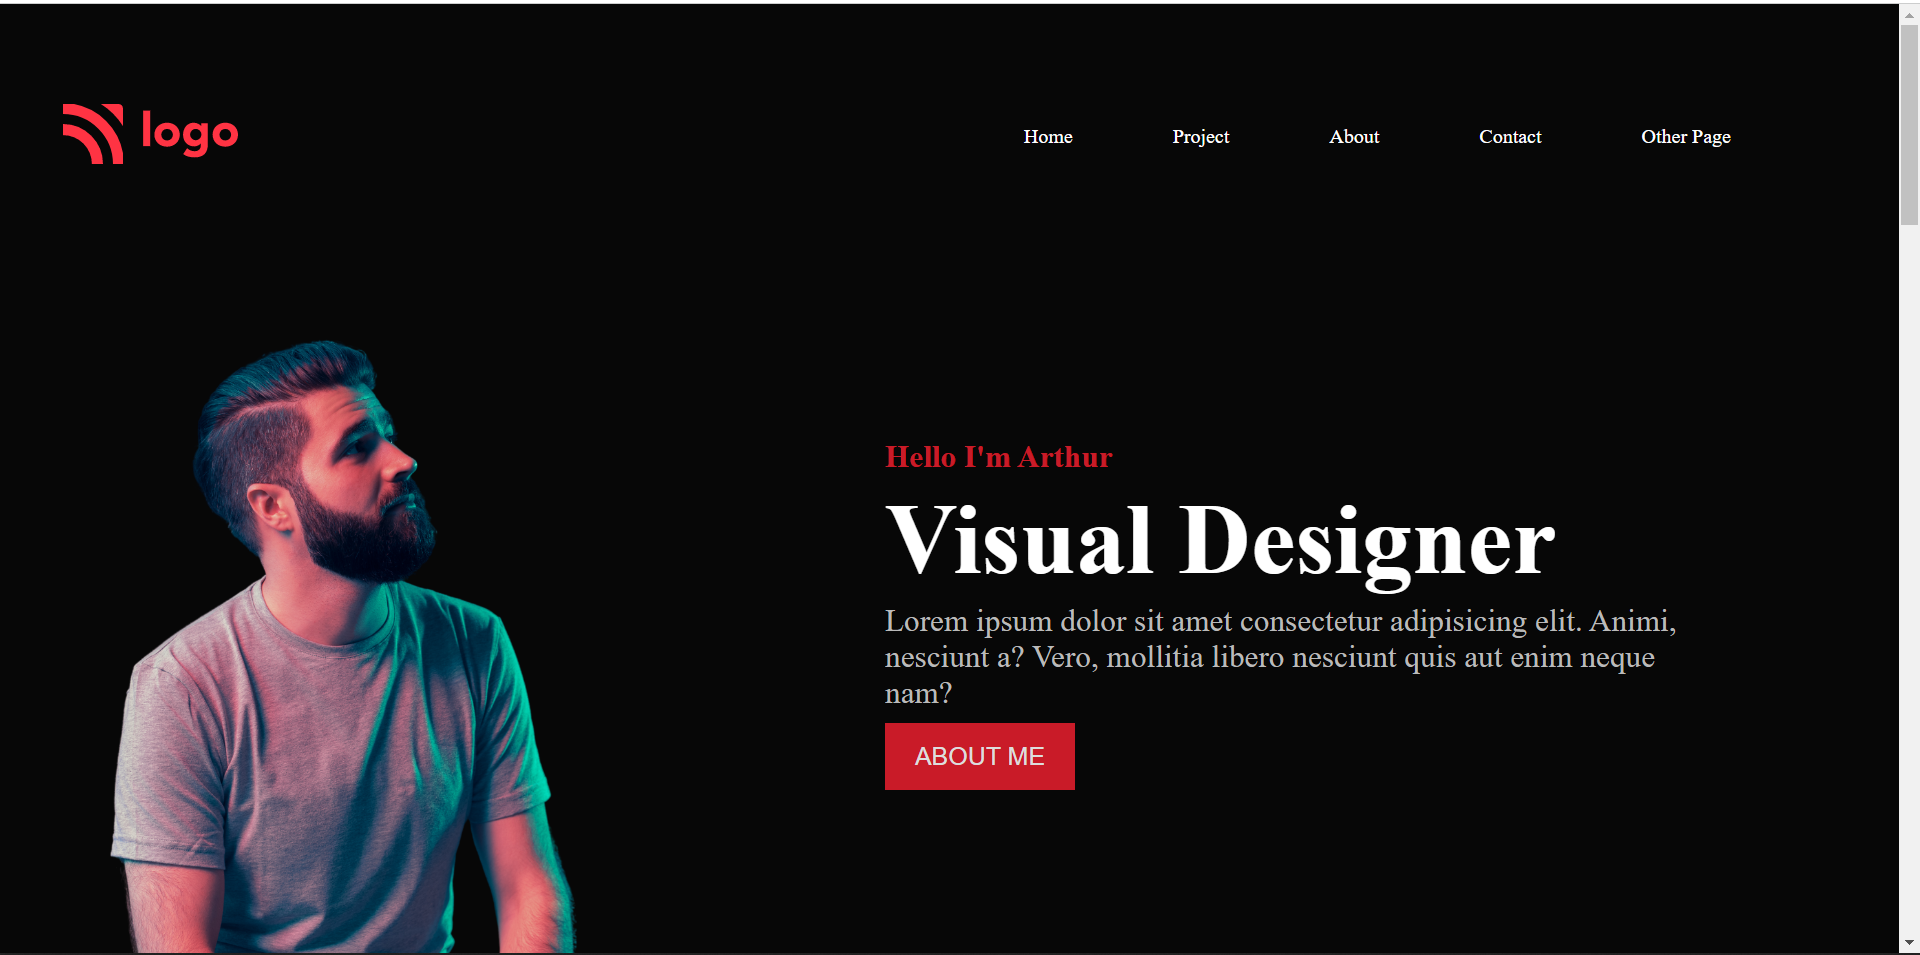 logo
Home Project About Contact Other Page
Hello I'm Arthur
Visual Designer
Lorem ipsum dolor sit amet consectetur adipisicing elit. Animi,
nesciunt a? Vero, mollitia libero nesciunt quis aut enim neque
nam?
ABOUT ME